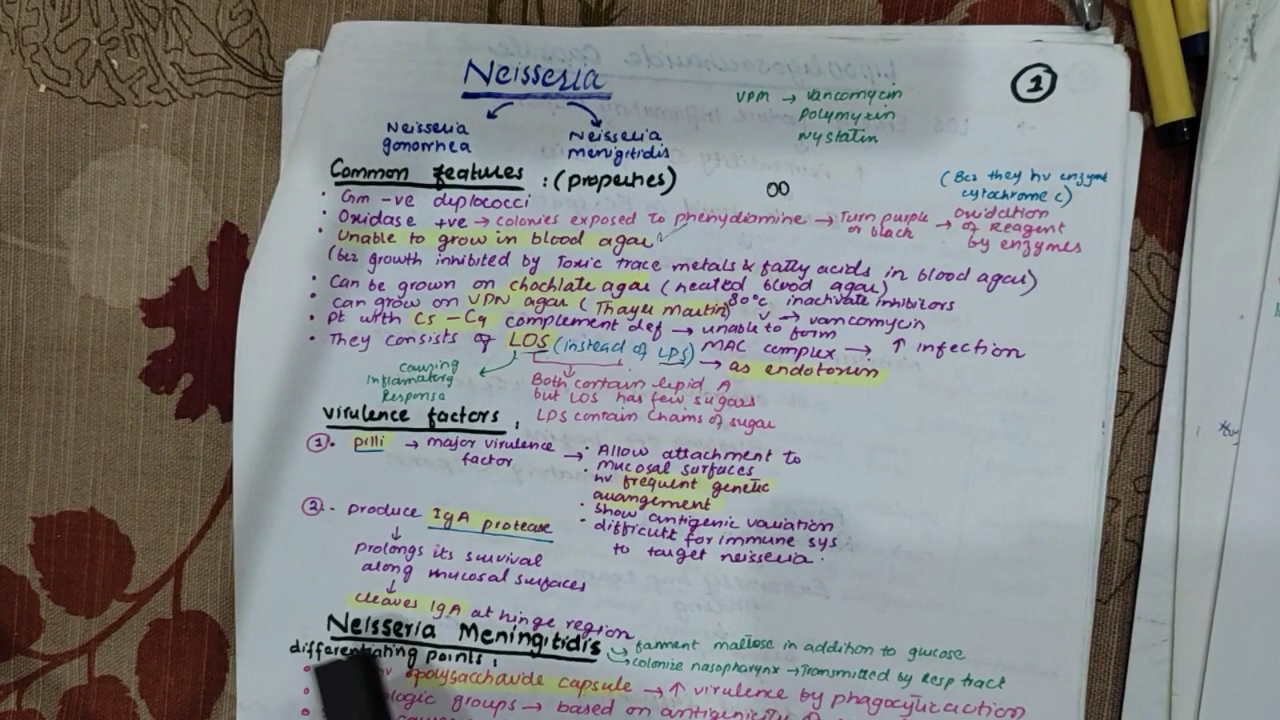 Neisseria
1
VPM → vancomycin
polymyxin
nystatin
Neisseria gonorrhea
Neisseria menigitidis
Common features : (properties)
(Bcz they hv enzyme cytochrome c)
• Gm -ve deplococci
• Oxidase +ve → colonies exposed to phenydiamine → Turn purple or black → oxidation of Reagent by enzymes
• Unable to grow in blood agar
(bcz growth inhibited by Toxic trace metals & fatty acids in blood agar)
• Can be grown on choclate agar (heated blood agar)
80°c inactivate inhibitors
• can grow on VPN agar (Thayer Martin) V → vancomycin
• pt with C5 - C9 complement def → unable to form MAC complex → ↑ infection
• They consists of LOS (instead of LPS) → as endotoxin
causing Inflamatory Response
Both contain lipid A
but LOS has few sugars
LPS contain chains of sugar
Virulence factors :
1. pilli → major virulence factor → • Allow attachment to
• mucosal surfaces
hv frequent genetic
arrangement
• show antigenic variation
• difficult for immune sys
to target neisseria.
2. produce IgA protease
↓
prolongs its survival
along mucosal surfaces
↓
cleaves IgA at hinge region
Neisseria Meningitidis
→ farment maltose in addition to glucose
differentiating points :
→ colonize nasopharynx → Transmitted by resp tract
polysacchaide capsule → ↑ virulence by phagocytic action
logic groups → based on antigenicity